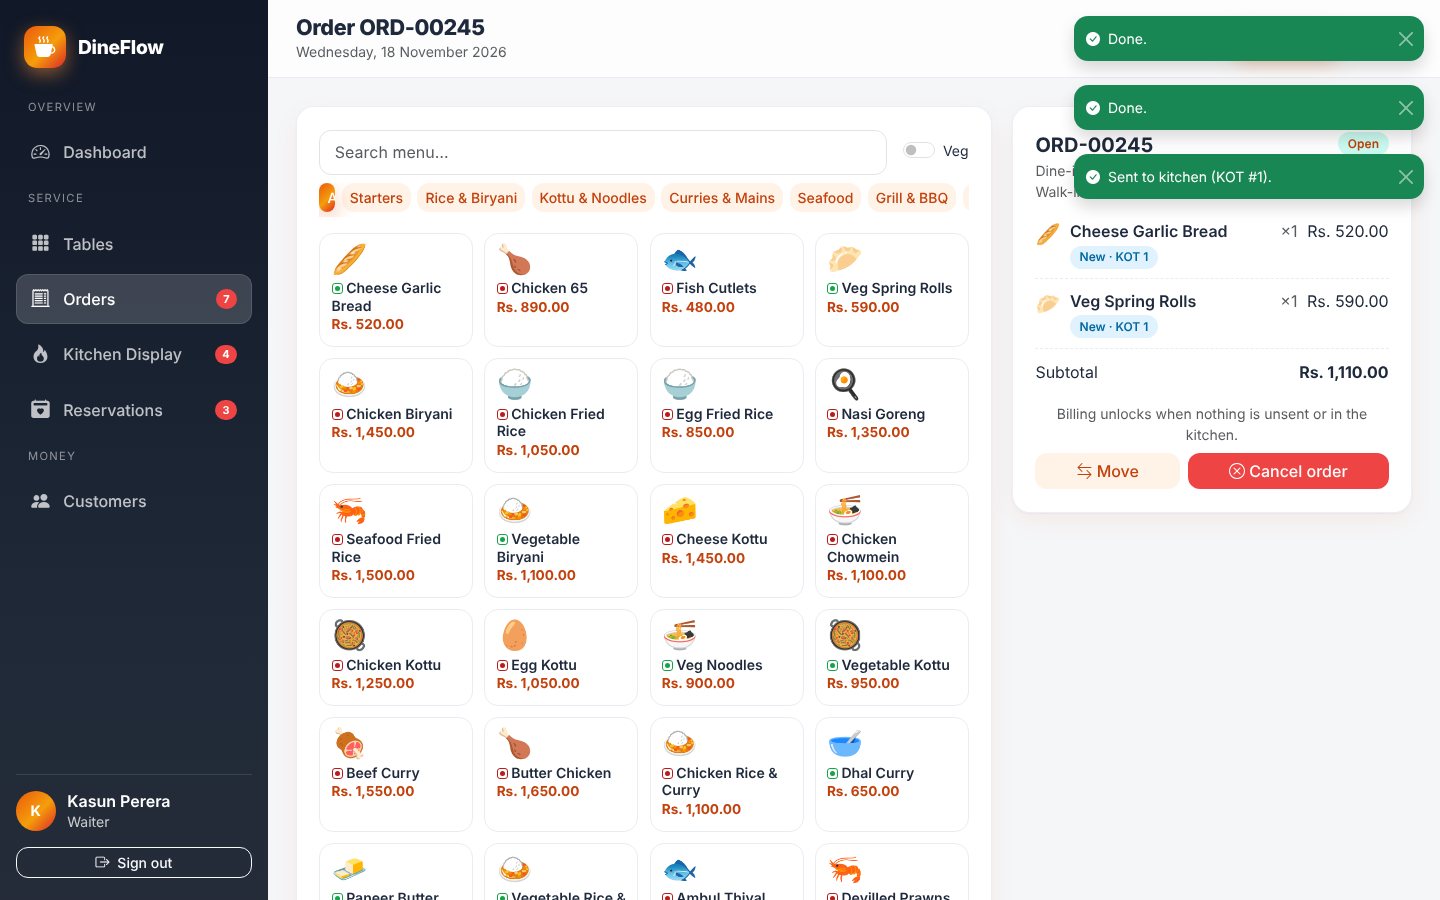 DineFlow
OVERVIEW
Dashboard
SERVICE
Tables
Orders 7
Kitchen Display 4
Reservations 3
MONEY
Customers
K
Kasun Perera
Waiter
Sign out
Order ORD-00245
Wednesday, 18 November 2026
Done.
Done.
Sent to kitchen (KOT #1).
Search menu...
Veg
A
Starters
Rice & Biryani
Kottu & Noodles
Curries & Mains
Seafood
Grill & BBQ
Cheese Garlic
Bread
Rs. 520.00
Chicken 65
Rs. 890.00
Fish Cutlets
Rs. 480.00
Veg Spring Rolls
Rs. 590.00
Chicken Biryani
Rs. 1,450.00
Chicken Fried
Rice
Rs. 1,050.00
Egg Fried Rice
Rs. 850.00
Nasi Goreng
Rs. 1,350.00
Seafood Fried
Rice
Rs. 1,500.00
Vegetable
Biryani
Rs. 1,100.00
Cheese Kottu
Rs. 1,450.00
Chicken
Chowmein
Rs. 1,100.00
Chicken Kottu
Rs. 1,250.00
Egg Kottu
Rs. 1,050.00
Veg Noodles
Rs. 900.00
Vegetable Kottu
Rs. 950.00
Beef Curry
Rs. 1,550.00
Butter Chicken
Rs. 1,650.00
Chicken Rice &
Curry
Rs. 1,100.00
Dhal Curry
Rs. 650.00
Paneer Butter
Vegetable Rice &
Ambul Thiyal
Devilled Prawns
ORD-00245
Open
Dine-i
Walk-i
Cheese Garlic Bread ×1 Rs. 520.00
New · KOT 1
Veg Spring Rolls ×1 Rs. 590.00
New · KOT 1
Subtotal Rs. 1,110.00
Billing unlocks when nothing is unsent or in the
kitchen.
Move
Cancel order